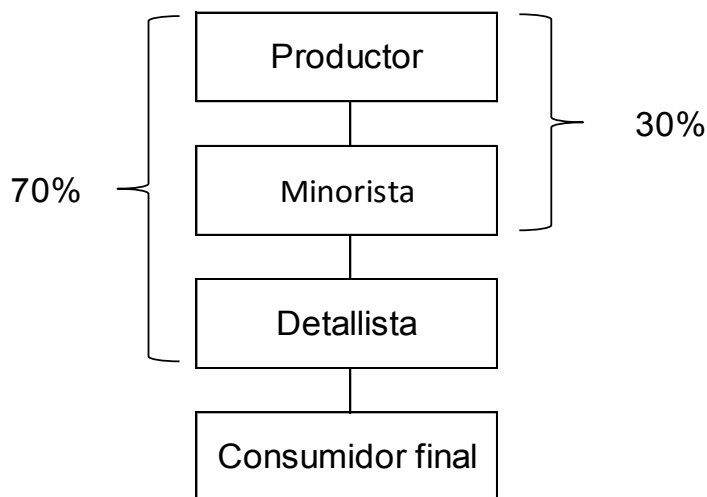 Productor
30%
70%
Minorista
Detallista
Consumidor final